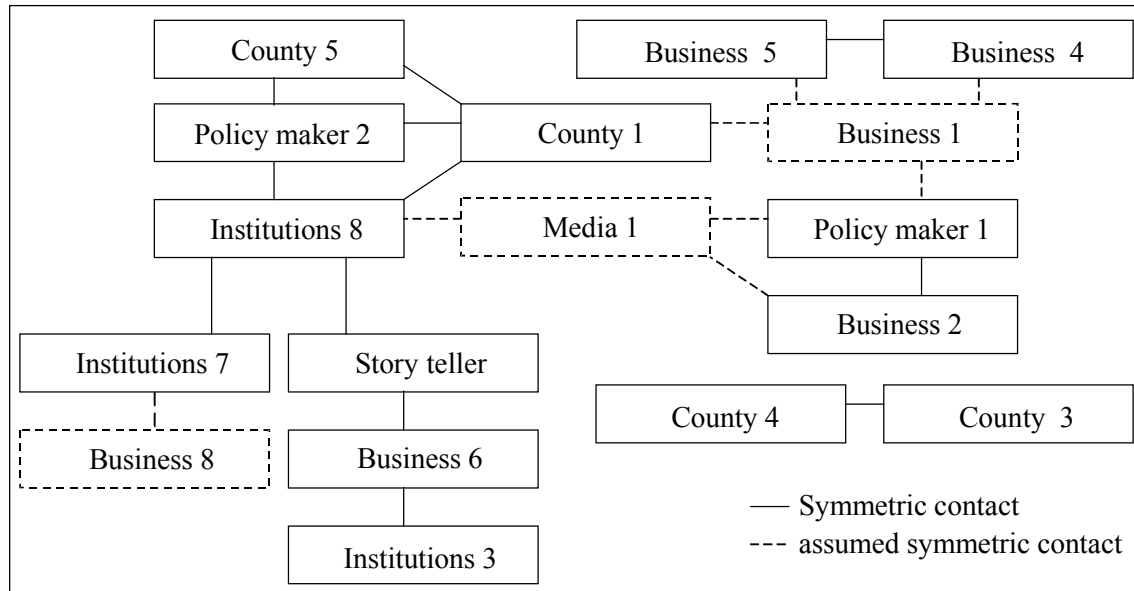 County 5
Business 5
Business 4
Policy maker 2
County 1
Business 1
Institutions 8
Media 1
Policy maker 1
Business 2
Institutions 7
Story teller
County 4
County 3
Business 6
Business 8
Symmetric contact
assumed symmetric contact
Institutions 3